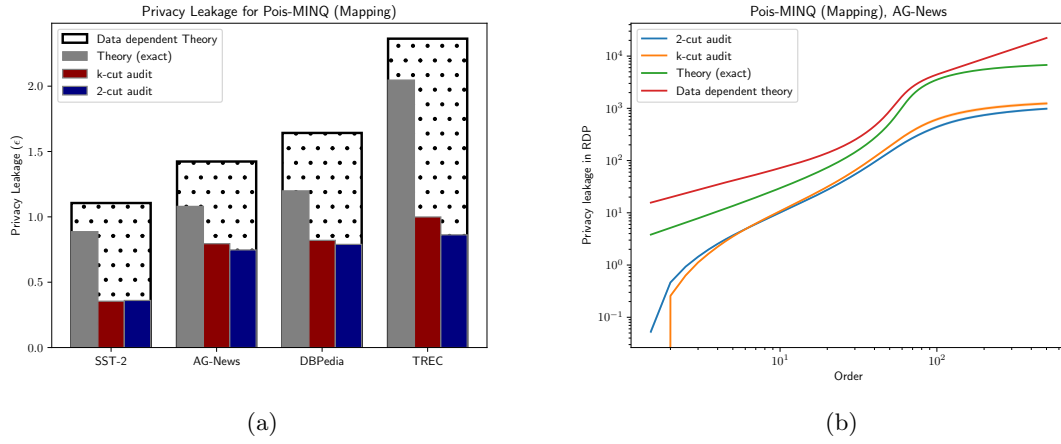 Privacy Leakage for Pois-MINQ (Mapping)
Data dependent Theory
Theory (exact)
k-cut audit
2-cut audit
Privacy Leakage (ϵ)
2.0
1.5
1.0
0.5
0.0
SST-2 AG-News DBPedia TREC
(a)
Pois-MINQ (Mapping), AG-News
2-cut audit
k-cut audit
Theory (exact)
Data dependent theory
Privacy leakage in RDP
10⁴
10³
10²
10¹
10⁰
10⁻¹
10¹ 10²
Order
(b)